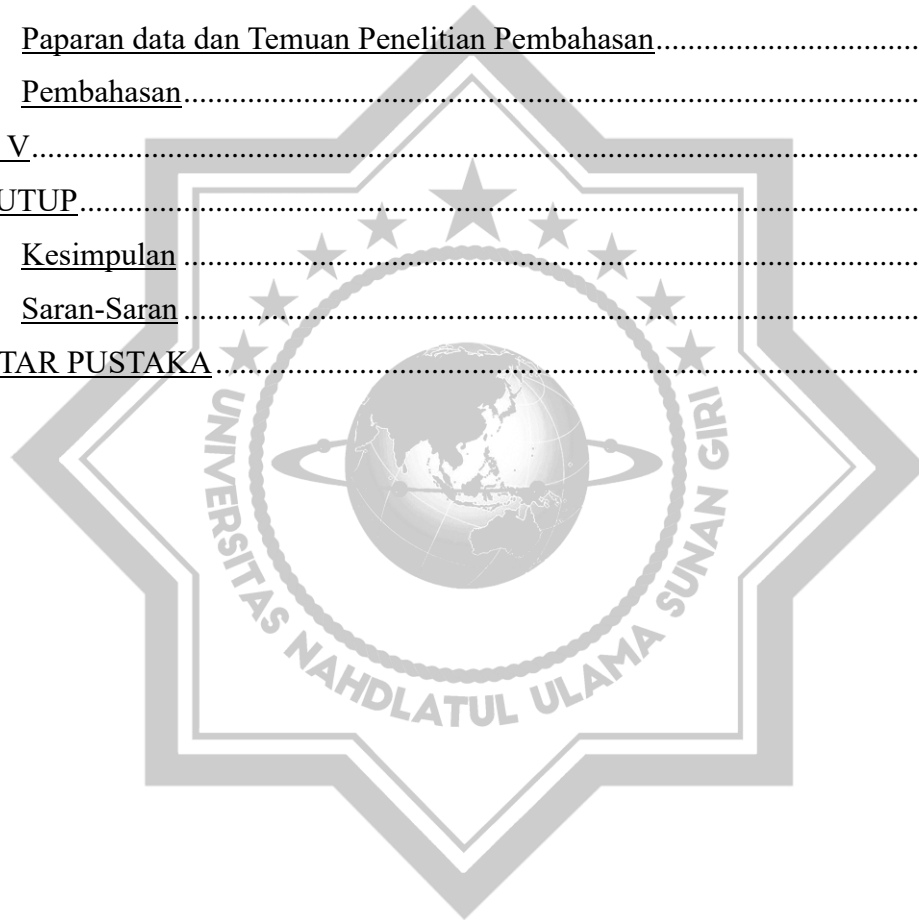 Paparan data dan Temuan Penelitian Pembahasan.................................
Pembahasan............................................................................................
V...............................................................................................................
UTUP.........................................................................................................
Kesimpulan ............................................................................................
Saran-Saran ............................................................................................
TAR PUSTAKA........................................................................................
UNIVERSITAS NAHDLATUL ULAMA SUNAN GIRI